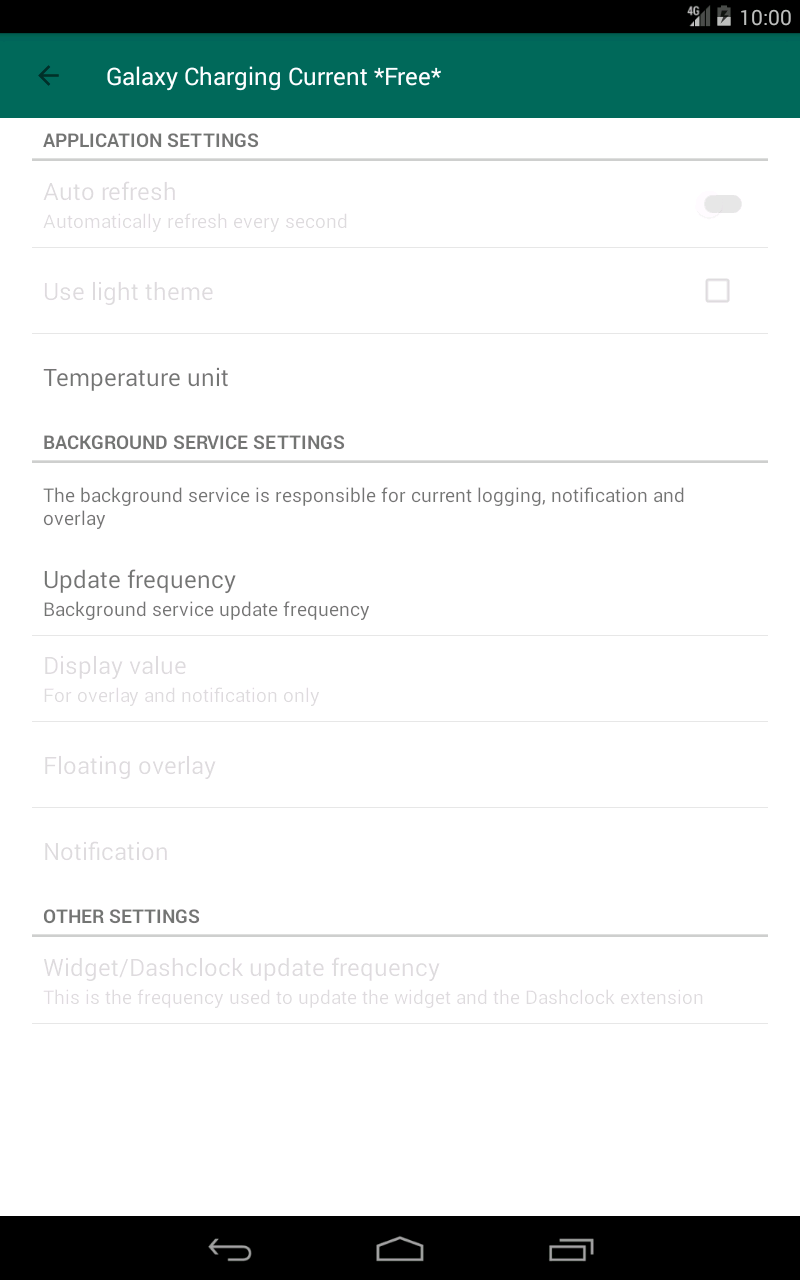 4G 10:00
Galaxy Charging Current *Free*
APPLICATION SETTINGS
Auto refresh
Automatically refresh every second
Use light theme
Temperature unit
BACKGROUND SERVICE SETTINGS
The background service is responsible for current logging, notification and
overlay
Update frequency
Background service update frequency
Display value
For overlay and notification only
Floating overlay
Notification
OTHER SETTINGS
Widget/Dashclock update frequency
This is the frequency used to update the widget and the Dashclock extension